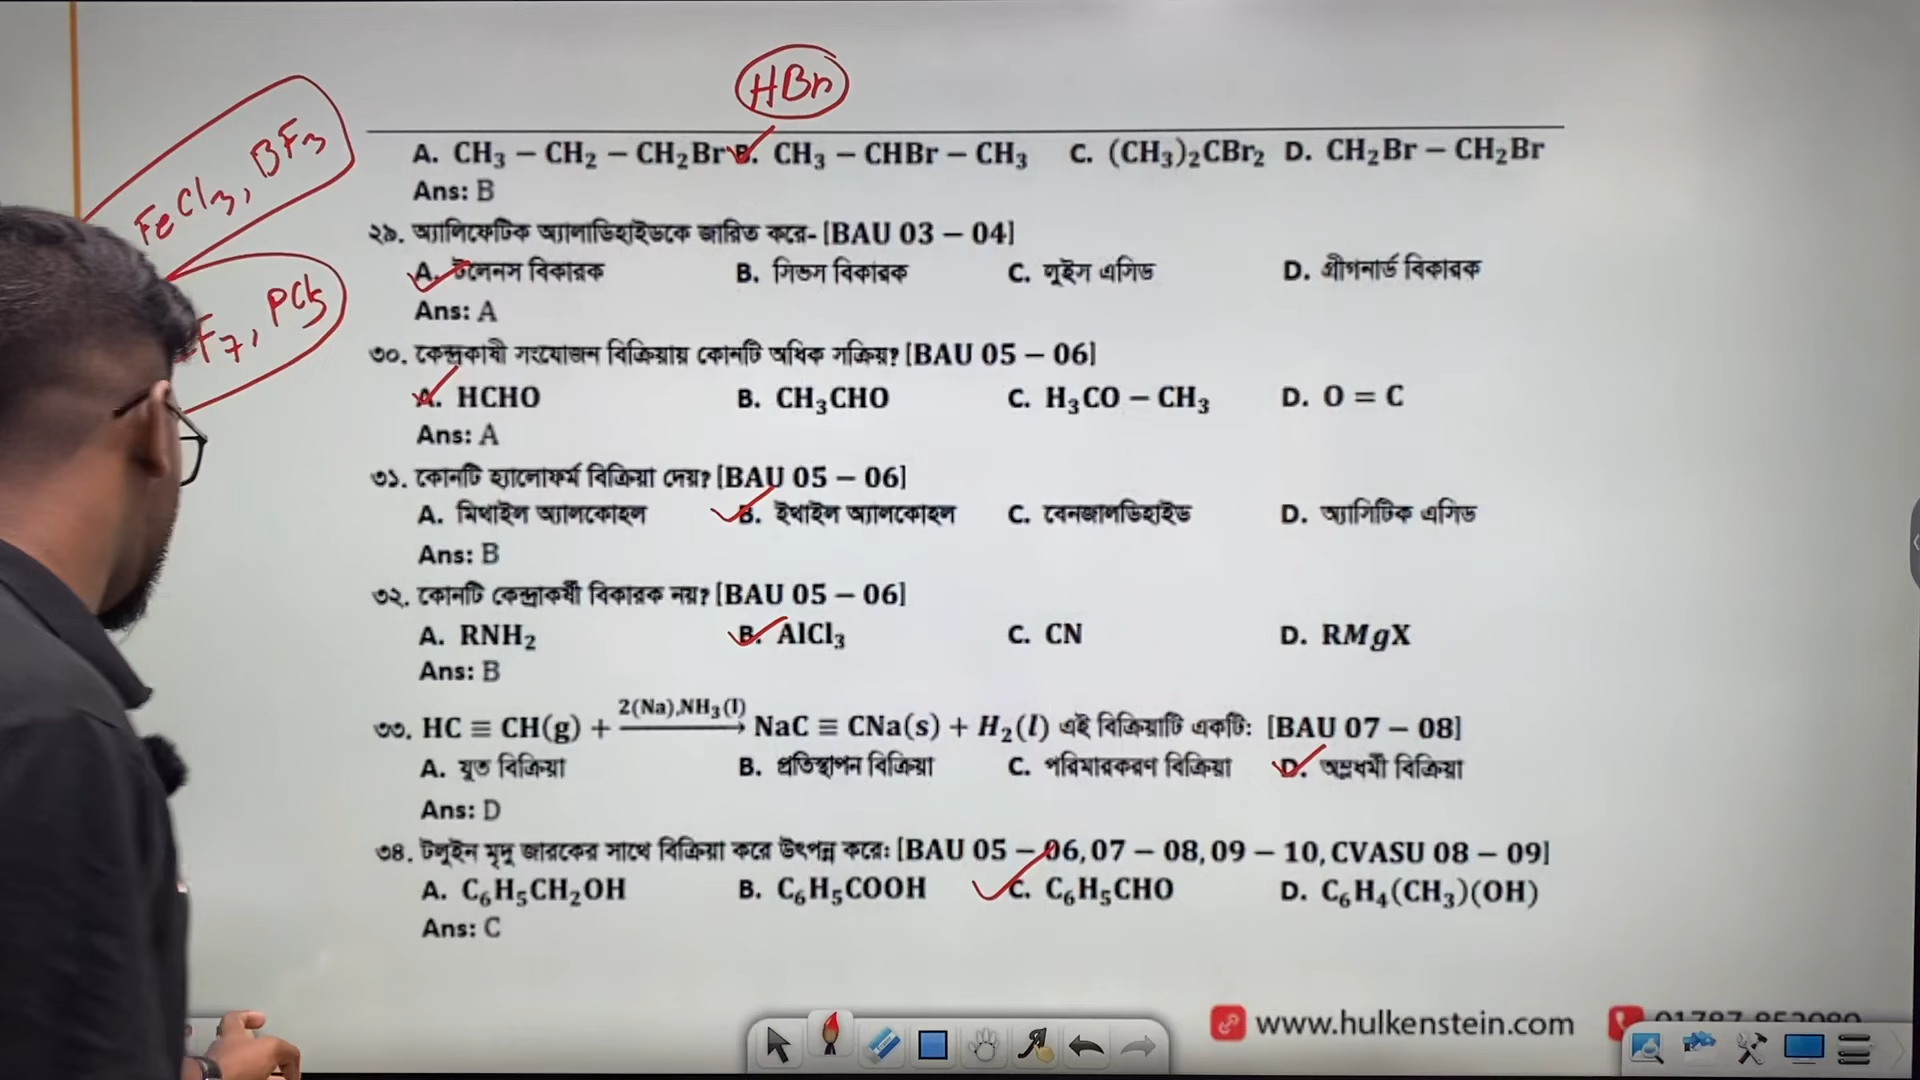 HBr
FeCl3, BF3
F7, PCl5
A. CH₃ − CH₂ − CH₂Br B. CH₃ − CHBr − CH₃ C. (CH₃)₂CBr₂ D. CH₂Br − CH₂Br
Ans: B
২৯. অ্যালিফেটিক অ্যালডিহাইডকে জারিত করে- [BAU 03 − 04]
A. টলেনস বিকারক B. লিন্ডস বিকারক C. লুইস এসিড D. গ্রীগনার্ড বিকারক
Ans: A
৩০. কেন্দ্রকাষী সংযোজন বিক্রিয়ায় কোনটি অধিক সক্রিয়? [BAU 05 − 06]
A. HCHO B. CH₃CHO C. H₃CO − CH₃ D. O = C
Ans: A
৩১. কোনটি হ্যালোফর্ম বিক্রিয়া দেয়? [BAU 05 − 06]
A. মিথাইল অ্যালকোহল B. ইথাইল অ্যালকোহল C. বেনজালডিহাইড D. অ্যাসিটিক এসিড
Ans: B
৩২. কোনটি কেন্দ্রাকর্ষী বিকারক নয়? [BAU 05 − 06]
A. RNH₂ B. AlCl₃ C. CN D. RMgX
Ans: B
৩৩. HC ≡ CH(g) + 2(Na),NH₃(l)→ NaC ≡ CNa(s) + H₂(l) এই বিক্রিয়াটি একটি: [BAU 07 − 08]
A. যুত বিক্রিয়া B. প্রতিস্থাপন বিক্রিয়া C. পলিমারকরণ বিক্রিয়া D. অম্লধর্মী বিক্রিয়া
Ans: D
৩৪. টলুইন মৃদু জারকের সাথে বিক্রিয়া করে উৎপন্ন করে: [BAU 05 − 06, 07 − 08, 09 − 10, CVASU 08 − 09]
A. C₆H₅CH₂OH B. C₆H₅COOH C. C₆H₅CHO D. C₆H₄(CH₃)(OH)
Ans: C
www.hulkenstein.com